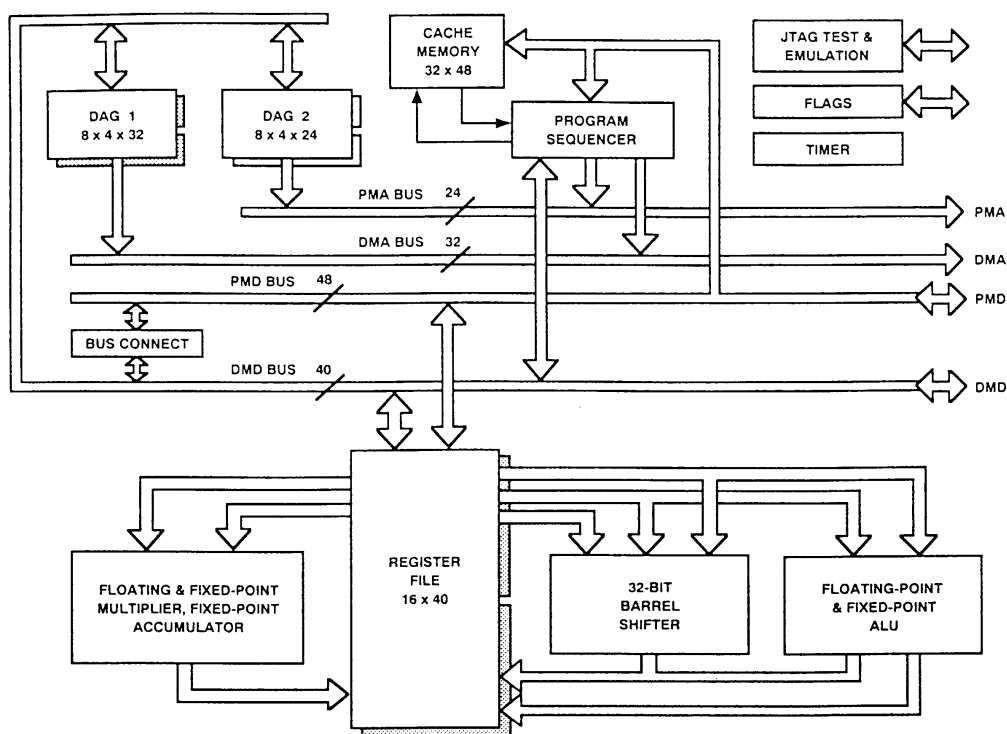 CACHE
MEMORY
32 x 48
JTAG TEST &
EMULATION
DAG 1
8 x 4 x 32
DAG 2
8 x 4 x 24
PROGRAM
SEQUENCER
FLAGS
TIMER
PMA BUS 24
PMA
DMA BUS 32
DMA
PMD BUS 48
PMD
BUS CONNECT
DMD BUS 40
DMD
FLOATING & FIXED-POINT
MULTIPLIER, FIXED-POINT
ACCUMULATOR
REGISTER
FILE
16 x 40
32-BIT
BARREL
SHIFTER
FLOATING-POINT
& FIXED-POINT
ALU